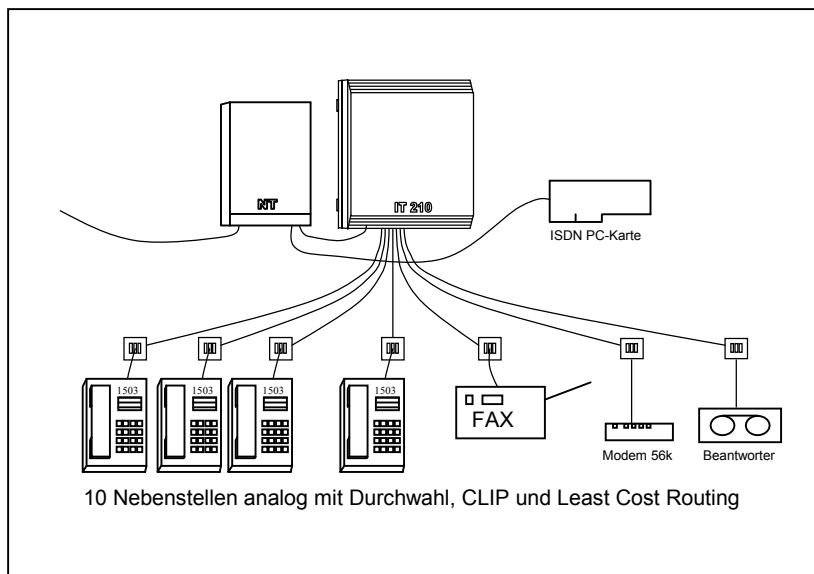 NT
IT 210
ISDN PC-Karte
1503
1503
1503
1503
FAX
Modem 56k
Beantworter
10 Nebenstellen analog mit Durchwahl, CLIP und Least Cost Routing